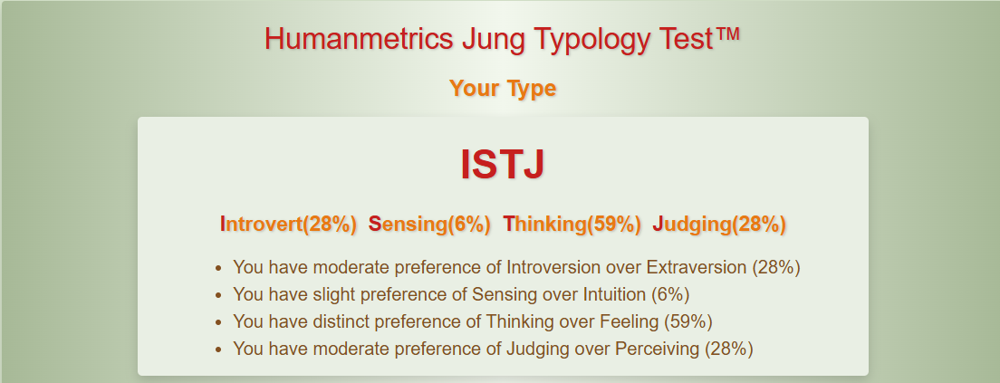 Humanmetrics Jung Typology Test™
Your Type
ISTJ
Introvert(28%) Sensing(6%) Thinking(59%) Judging(28%)
• You have moderate preference of Introversion over Extraversion (28%)
• You have slight preference of Sensing over Intuition (6%)
• You have distinct preference of Thinking over Feeling (59%)
• You have moderate preference of Judging over Perceiving (28%)